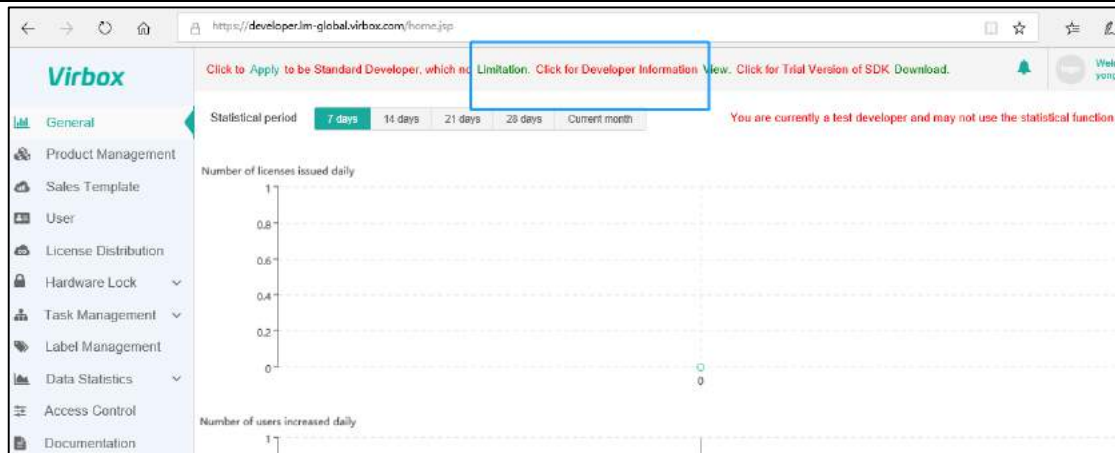 https://developer.lm-global.virbox.com/home.jsp
Virbox
Click to Apply to be Standard Developer, which no Limitation. Click for Developer Information View. Click for Trial Version of SDK Download.
General
Product Management
Sales Template
User
License Distribution
Hardware Lock
Task Management
Label Management
Data Statistics
Access Control
Documentation
Statistical period 7 days 14 days 21 days 28 days Current month
You are currently a test developer and may not use the statistical function
Number of licenses issued daily
1
0.8
0.6
0.4
0.2
0
0
Number of users increased daily
1